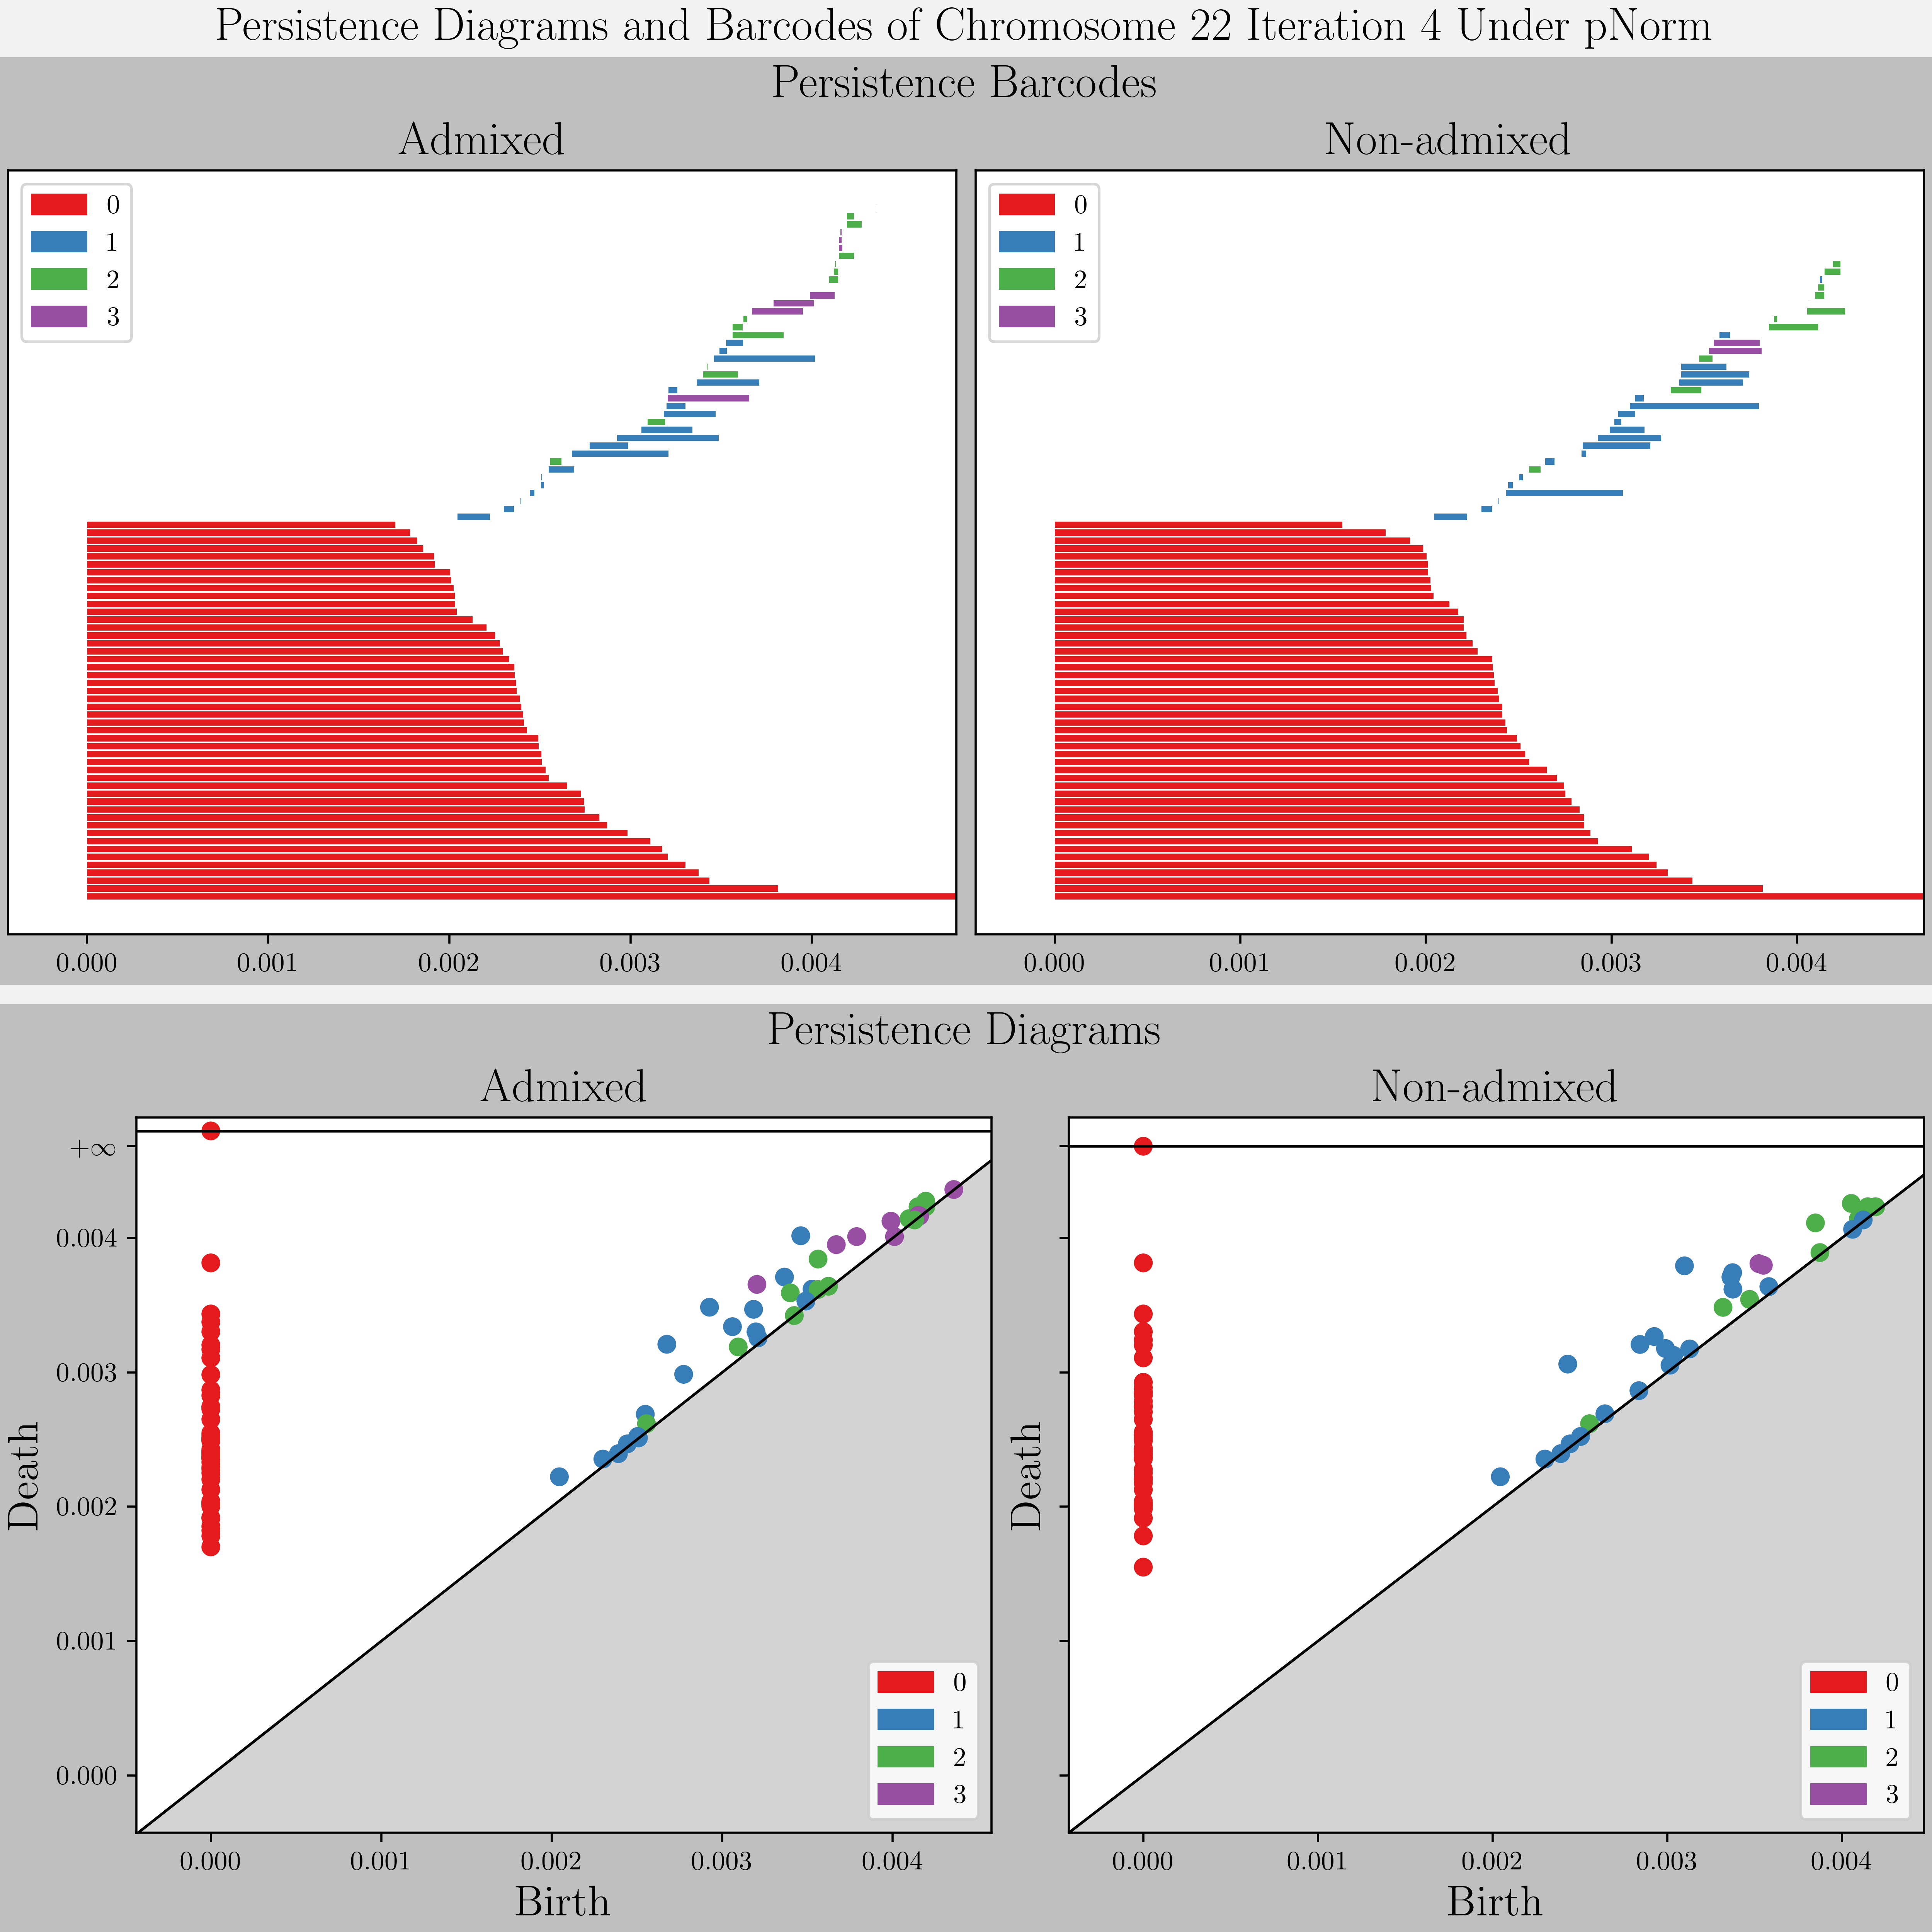 Persistence Diagrams and Barcodes of Chromosome 22 Iteration 4 Under pNorm
Persistence Barcodes
Admixed
0
1
2
3
0.000 0.001 0.002 0.003 0.004
Non-admixed
0
1
2
3
0.000 0.001 0.002 0.003 0.004
Persistence Diagrams
Admixed
Death
+∞
0.004
0.003
0.002
0.001
0.000
0
1
2
3
0.000 0.001 0.002 0.003 0.004
Birth
Non-admixed
Death
0
1
2
3
0.000 0.001 0.002 0.003 0.004
Birth